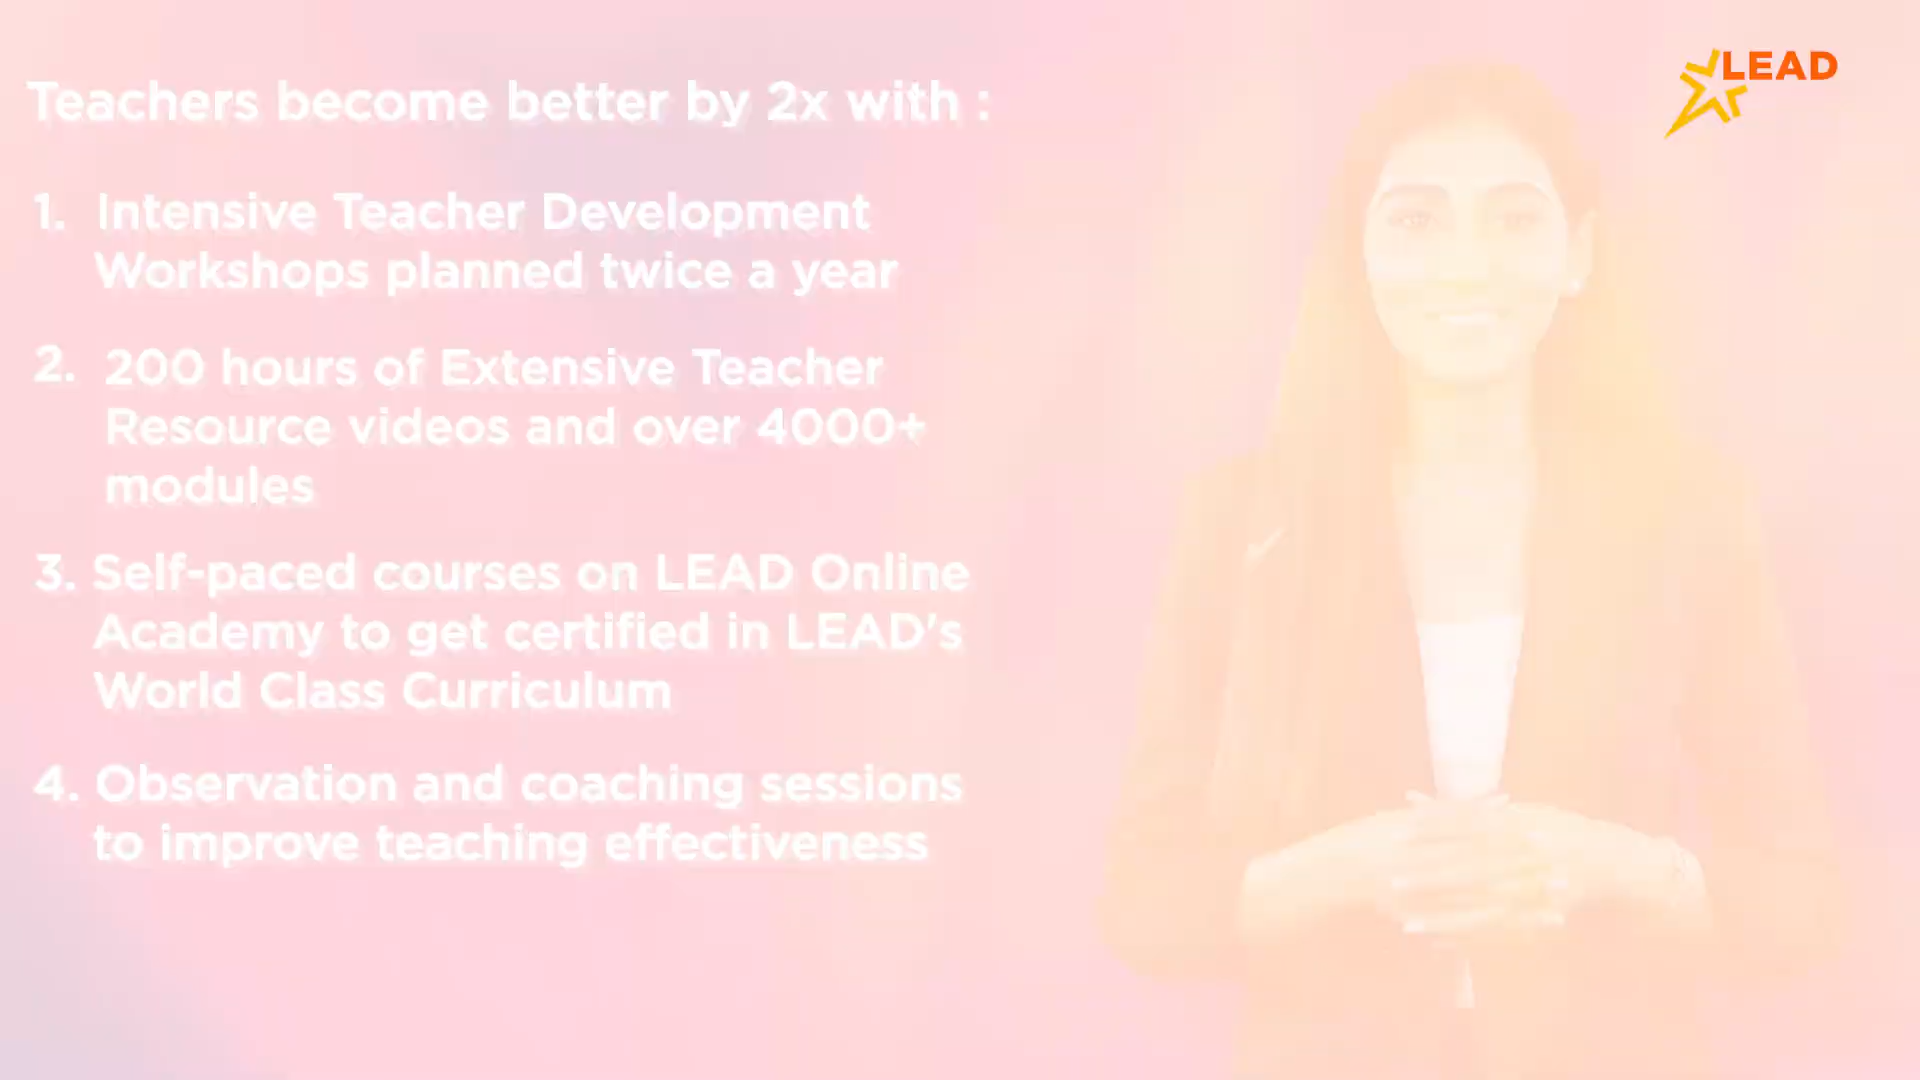 LEAD
Teachers become better by 2x with :
1. Intensive Teacher Development
Workshops planned twice a year
2. 200 hours of Extensive Teacher
Resource videos and over 4000+
modules
3. Self-paced courses on LEAD Online
Academy to get certified in LEAD's
World Class Curriculum
4. Observation and coaching sessions
to improve teaching effectiveness